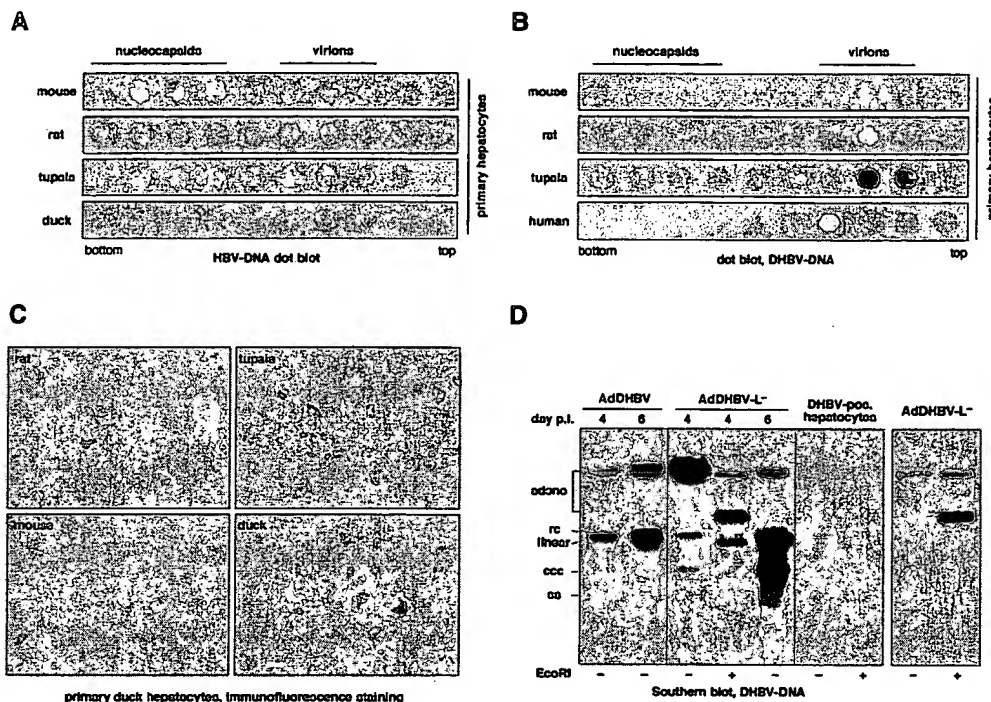 A
nucleocapsids virions
mouse
rat
tupaia
duck
primary hepatocytes
bottom HBV-DNA dot blot top
B
nucleocapsids virions
mouse
rat
tupaia
human
primary hepatocytes
bottom dot blot, DHBV-DNA top
C
rat tupaia
mouse duck
primary duck hepatocytes, immunofluorescence staining
D
AdDHBV AdDHBV-L⁻ DHBV-pos. hepatocytes AdDHBV-L⁻
day p.i. 4 6 4 4 6
adeno
rc
linear
ccc
ss
EcoRI - - - + - - + - +
Southern blot, DHBV-DNA